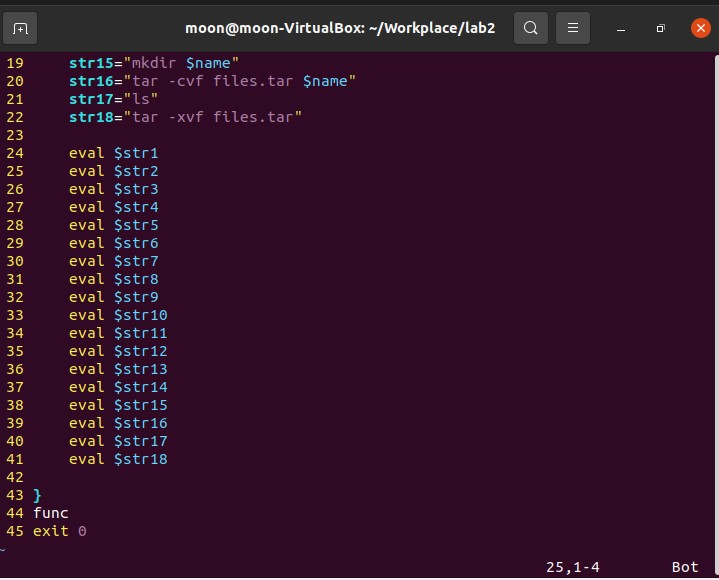 moon@moon-VirtualBox: ~/Workplace/lab2
19     str15="mkdir $name"
20     str16="tar -cvf files.tar $name"
21     str17="ls"
22     str18="tar -xvf files.tar"
23
24     eval $str1
25     eval $str2
26     eval $str3
27     eval $str4
28     eval $str5
29     eval $str6
30     eval $str7
31     eval $str8
32     eval $str9
33     eval $str10
34     eval $str11
35     eval $str12
36     eval $str13
37     eval $str14
38     eval $str15
39     eval $str16
40     eval $str17
41     eval $str18
42
43 }
44 func
45 exit 0
~
25,1-4 Bot